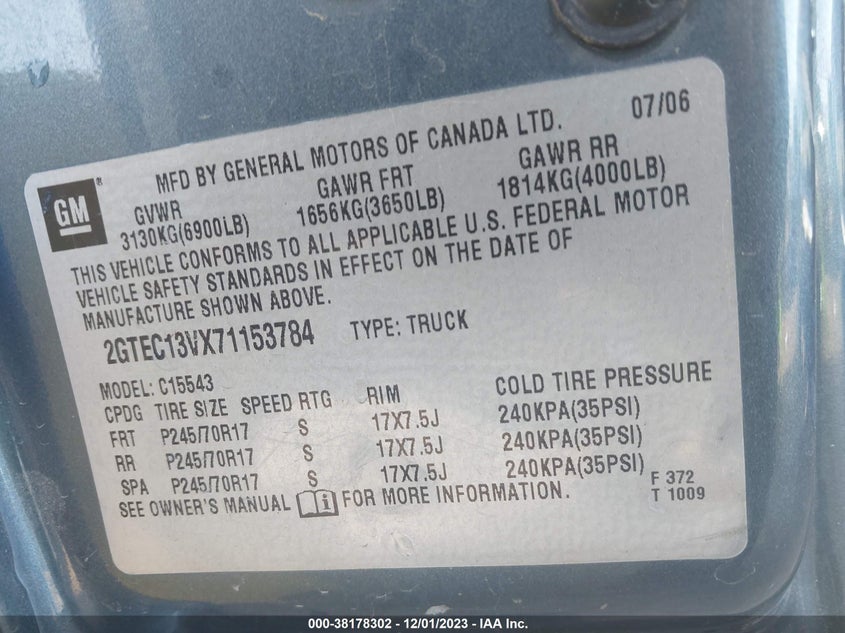 GM®
MFD BY GENERAL MOTORS OF CANADA LTD. 07/06
GVWR GAWR FRT GAWR RR
3130KG(6900LB) 1656KG(3650LB) 1814KG(4000LB)
THIS VEHICLE CONFORMS TO ALL APPLICABLE U.S. FEDERAL MOTOR
VEHICLE SAFETY STANDARDS IN EFFECT ON THE DATE OF
MANUFACTURE SHOWN ABOVE.
2GTEC13VX71153784 TYPE: TRUCK
MODEL: C15543
CPDG TIRE SIZE SPEED RTG RIM COLD TIRE PRESSURE
FRT P245/70R17 S 17X7.5J 240KPA(35PSI)
RR P245/70R17 S 17X7.5J 240KPA(35PSI)
SPA P245/70R17 S 17X7.5J 240KPA(35PSI)
SEE OWNER'S MANUAL i FOR MORE INFORMATION.
F 372
T 1009
000-38178302 - 12/01/2023 - IAA Inc.